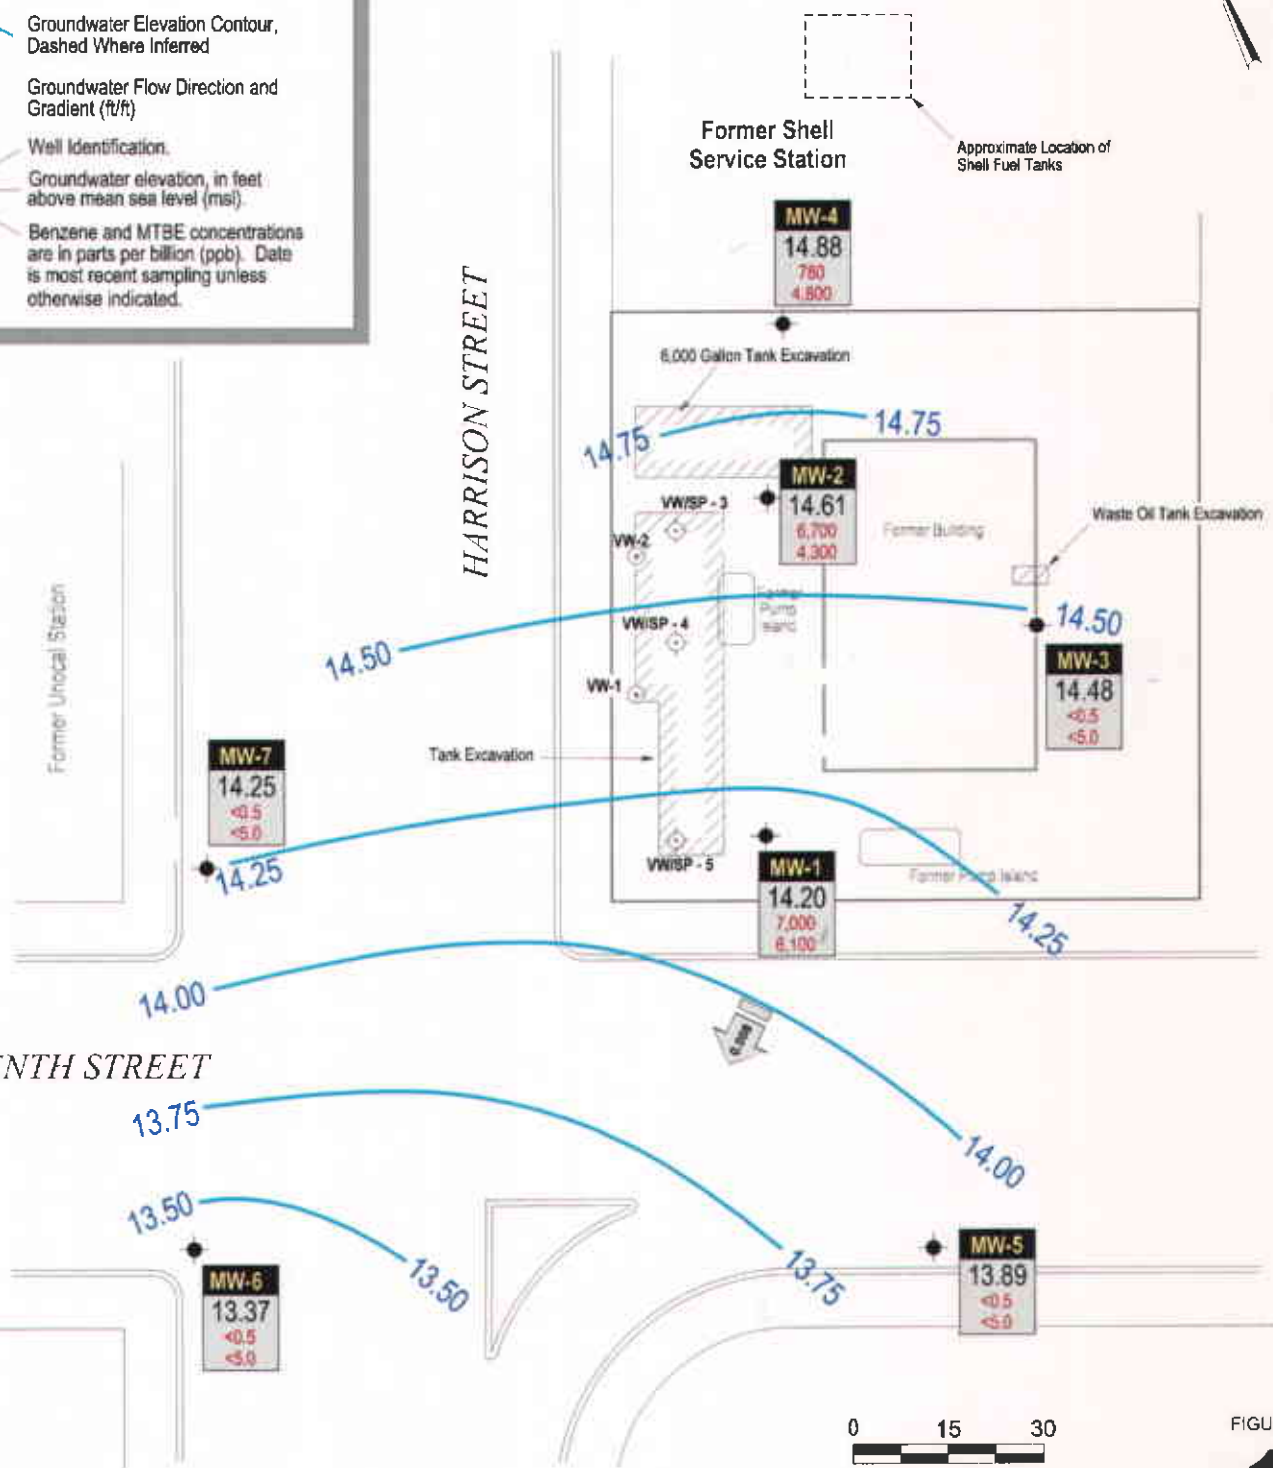 Groundwater Elevation Contour,
Dashed Where Inferred
Groundwater Flow Direction and
Gradient (ft/ft)
Well Identification.
Groundwater elevation, in feet
above mean sea level (msl).
Benzene and MTBE concentrations
are in parts per billion (ppb). Date
is most recent sampling unless
otherwise indicated.
Former Shell
Service Station
Approximate Location of
Shell Fuel Tanks
MW-4
14.88
780
4,800
HARRISON STREET
6,000 Gallon Tank Excavation
14.75
14.75
MW-2
14.61
6,700
4,300
VW/SP - 3
VW-2
Former Building
Waste Oil Tank Excavation
Former
Pump
Island
VW/SP - 4
14.50
14.50
MW-3
14.48
<0.5
<5.0
VW-1
Former Unocal Station
Tank Excavation
MW-7
14.25
<0.5
<5.0
14.25
VW/SP - 5
MW-1
14.20
7,000
6,100
Former Pump Island
14.25
14.00
0.008
NTH STREET
13.75
14.00
13.50
13.50
13.75
MW-6
13.37
<0.5
<5.0
MW-5
13.89
<0.5
<5.0
0 15 30
FIGU